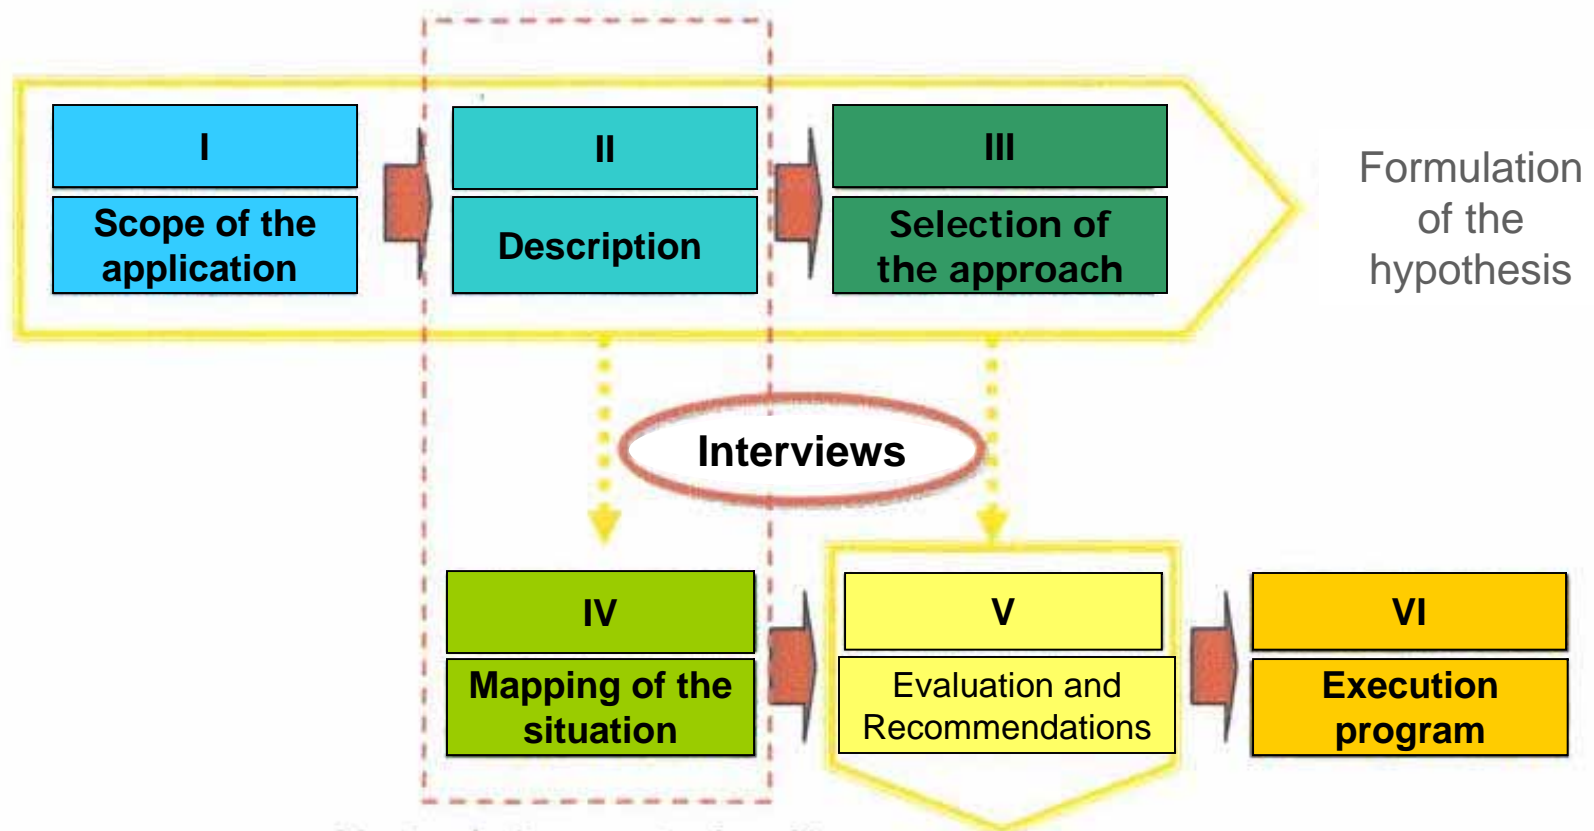 I
Scope of the
application
II
Description
III
Selection of
the approach
Formulation
of the
hypothesis
Interviews
IV
Mapping of the
situation
V
Evaluation and
Recommendations
VI
Execution
program